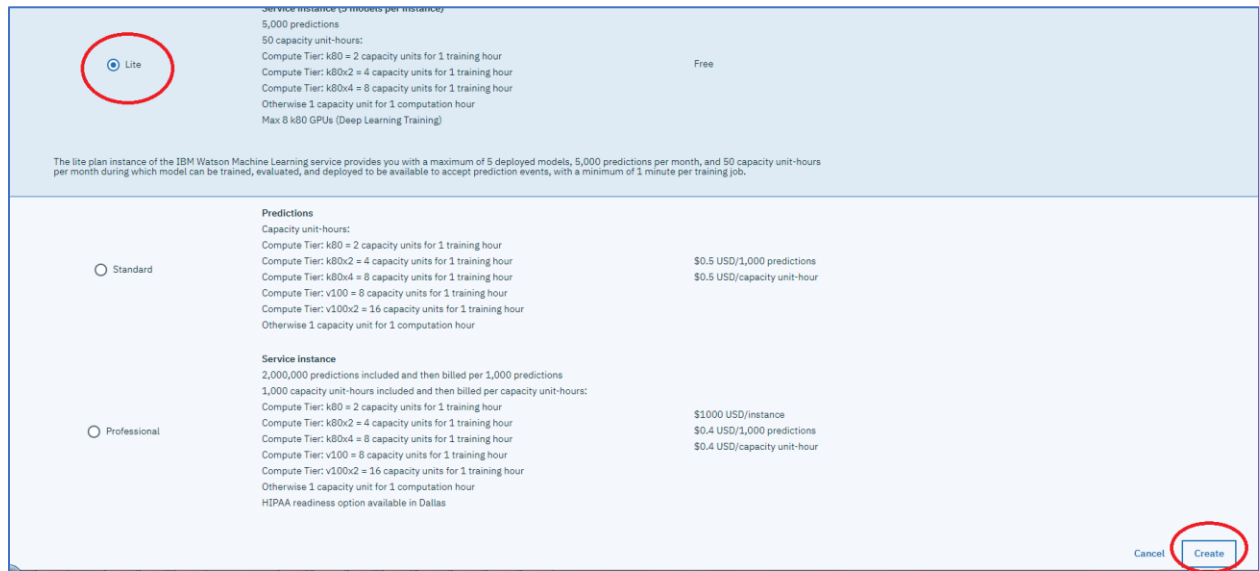 Service instance (5 models per instance)
5,000 predictions
50 capacity unit-hours:
Compute Tier: k80 = 2 capacity units for 1 training hour
Lite
Compute Tier: k80x2 = 4 capacity units for 1 training hour
Free
Compute Tier: k80x4 = 8 capacity units for 1 training hour
Otherwise 1 capacity unit for 1 computation hour
Max 8 k80 GPUs (Deep Learning Training)
The lite plan instance of the IBM Watson Machine Learning service provides you with a maximum of 5 deployed models, 5,000 predictions per month, and 50 capacity unit-hours
per month during which model can be trained, evaluated, and deployed to be available to accept prediction events, with a minimum of 1 minute per training job.
Predictions
Capacity unit-hours:
Compute Tier: k80 = 2 capacity units for 1 training hour
Compute Tier: k80x2 = 4 capacity units for 1 training hour
$0.5 USD/1,000 predictions
Standard
Compute Tier: k80x4 = 8 capacity units for 1 training hour
$0.5 USD/capacity unit-hour
Compute Tier: v100 = 8 capacity units for 1 training hour
Compute Tier: v100x2 = 16 capacity units for 1 training hour
Otherwise 1 capacity unit for 1 computation hour
Service instance
2,000,000 predictions included and then billed per 1,000 predictions
1,000 capacity unit-hours included and then billed per capacity unit-hours:
Compute Tier: k80 = 2 capacity units for 1 training hour
$1000 USD/instance
Compute Tier: k80x2 = 4 capacity units for 1 training hour
Professional
$0.4 USD/1,000 predictions
Compute Tier: k80x4 = 8 capacity units for 1 training hour
$0.4 USD/capacity unit-hour
Compute Tier: v100 = 8 capacity units for 1 training hour
Compute Tier: v100x2 = 16 capacity units for 1 training hour
Otherwise 1 capacity unit for 1 computation hour
HIPAA readiness option available in Dallas
Cancel
Create